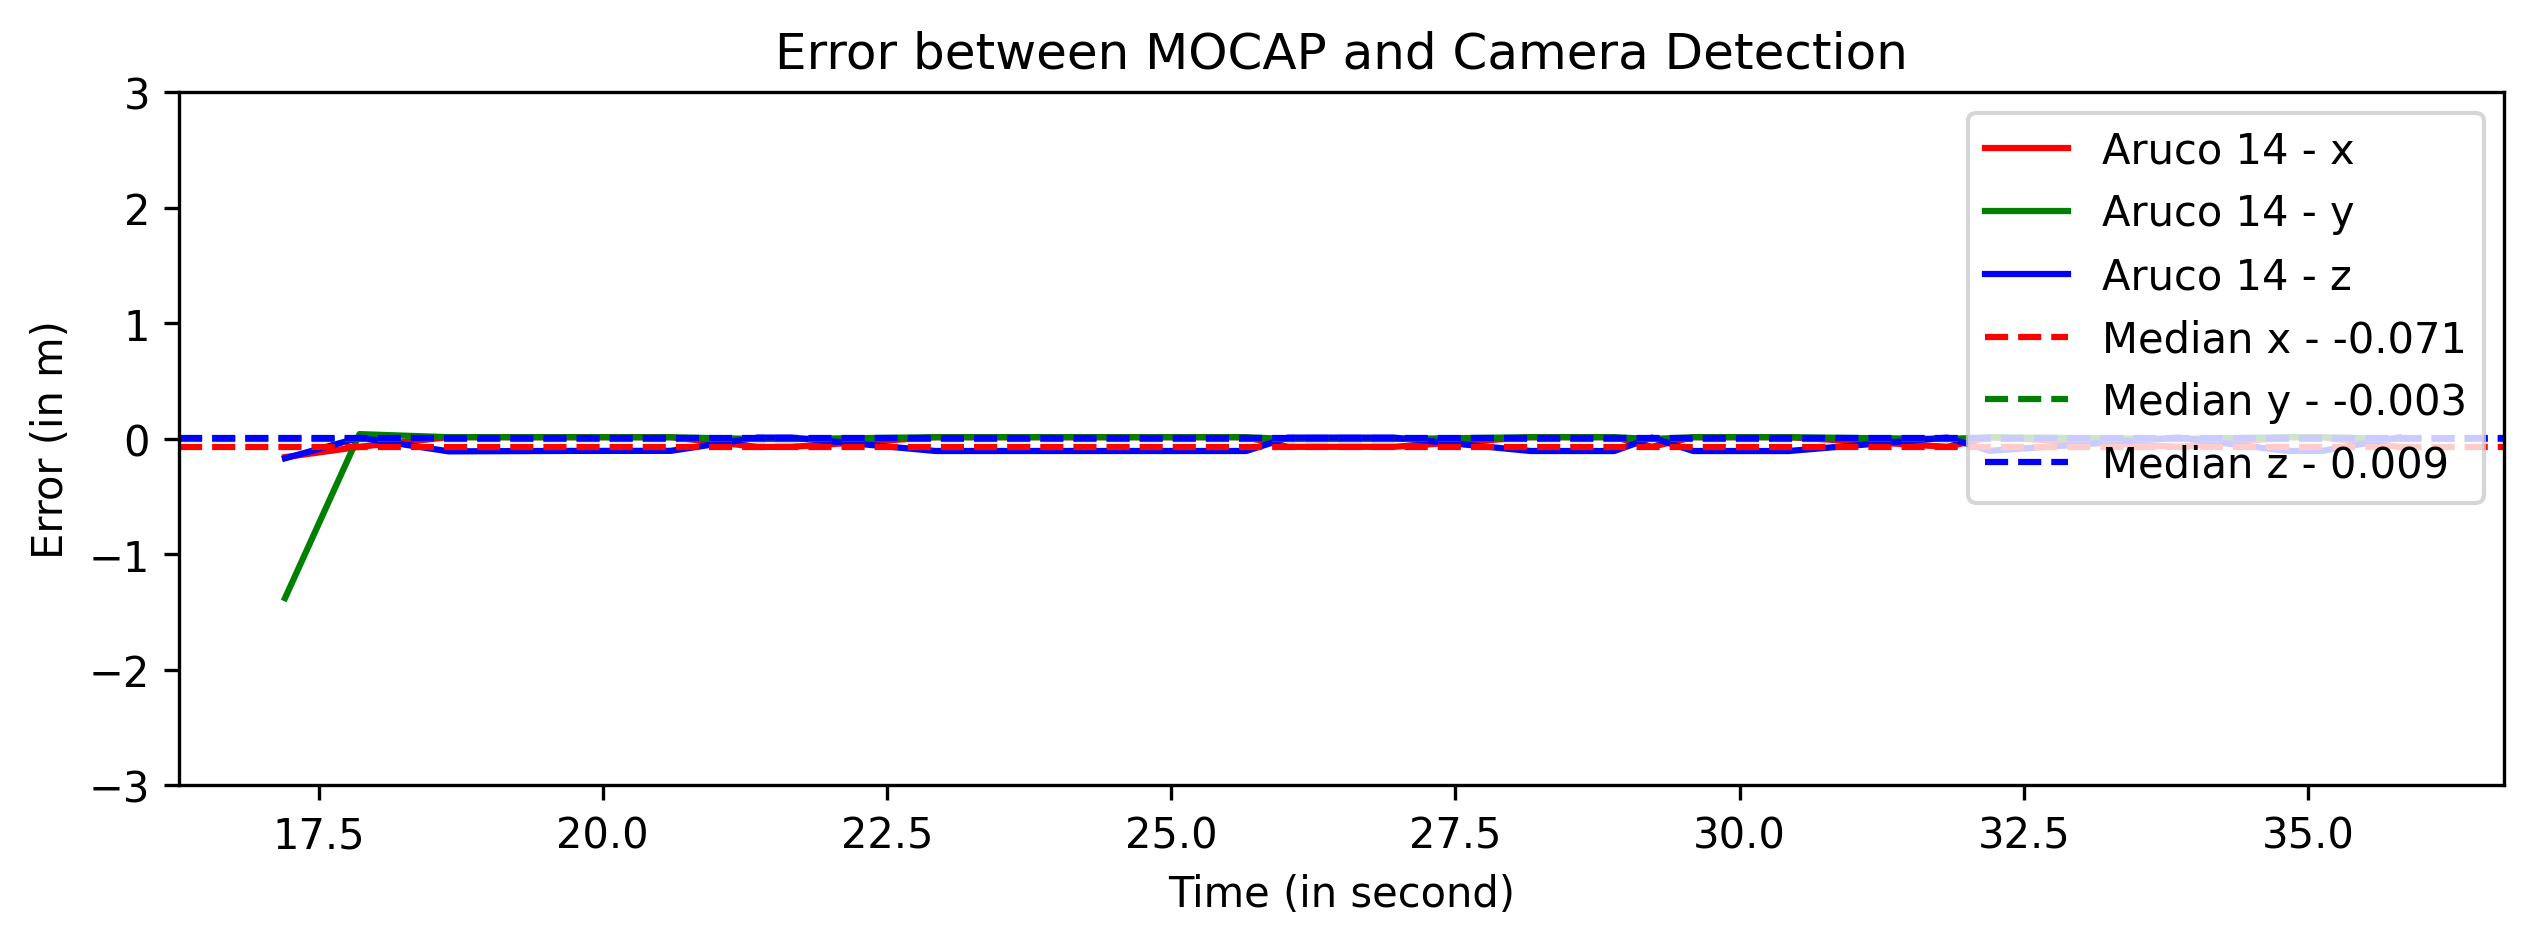 Error between MOCAP and Camera Detection
3
2
1
0
−1
−2
−3
Error (in m)
Aruco 14 - x
Aruco 14 - y
Aruco 14 - z
Median x - -0.071
Median y - -0.003
Median z - 0.009
17.5 20.0 22.5 25.0 27.5 30.0 32.5 35.0
Time (in second)